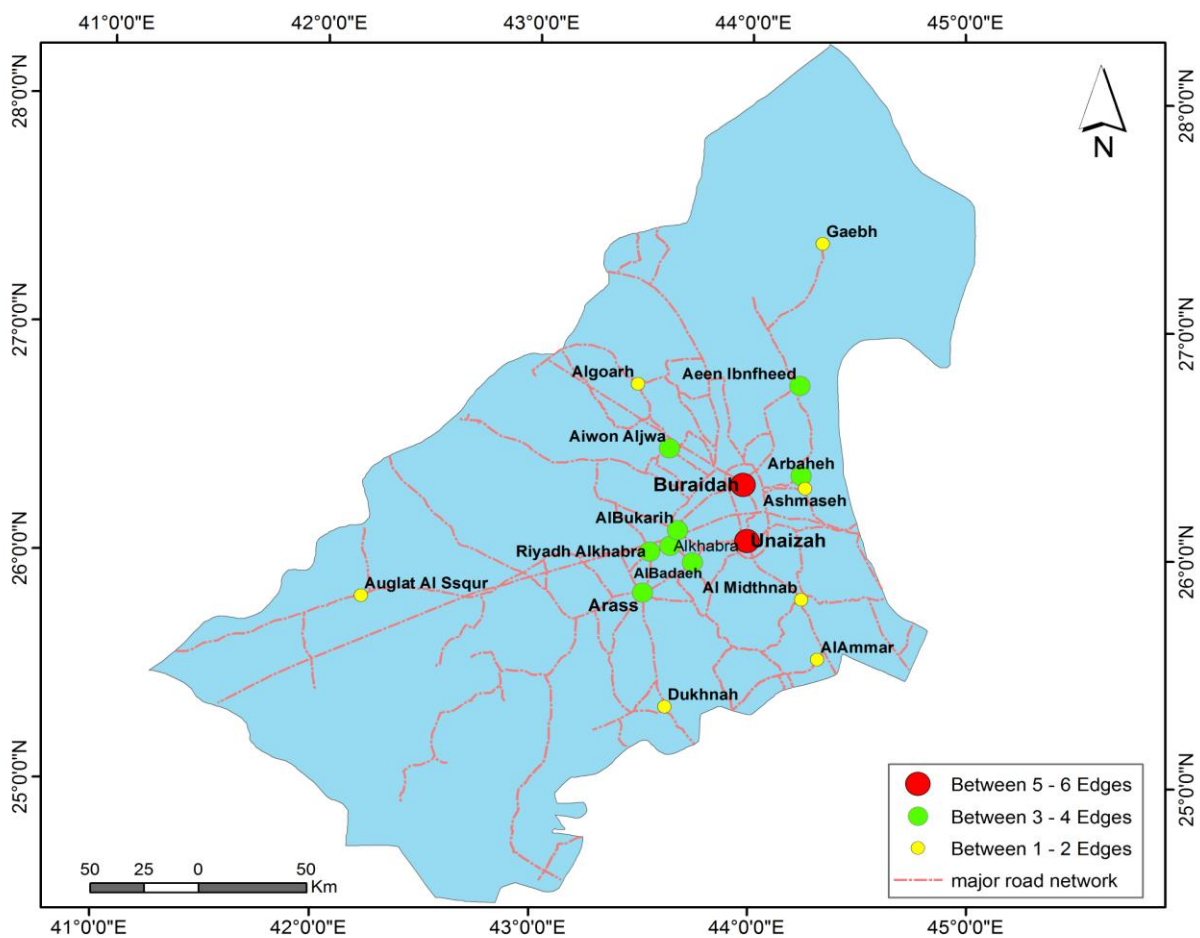 41°0'0"E
42°0'0"E
43°0'0"E
44°0'0"E
45°0'0"E
28°0'0"N
28°0'0"N
N
Gaebh
27°0'0"N
27°0'0"N
Algoarh
Aeen Ibnfheed
Aiwon Aljwa
Arbaheh
Buraidah
Ashmaseh
AlBukarih
26°0'0"N
26°0'0"N
Riyadh Alkhabra
Alkhabra
Unaizah
AlBadaeh
Auglat Al Ssqur
Al Midthnab
Arass
AlAmmar
Dukhnah
25°0'0"N
25°0'0"N
Between 5 - 6 Edges
Between 3 - 4 Edges
Between 1 - 2 Edges
major road network
50 25 0 50
Km
41°0'0"E
42°0'0"E
43°0'0"E
44°0'0"E
45°0'0"E